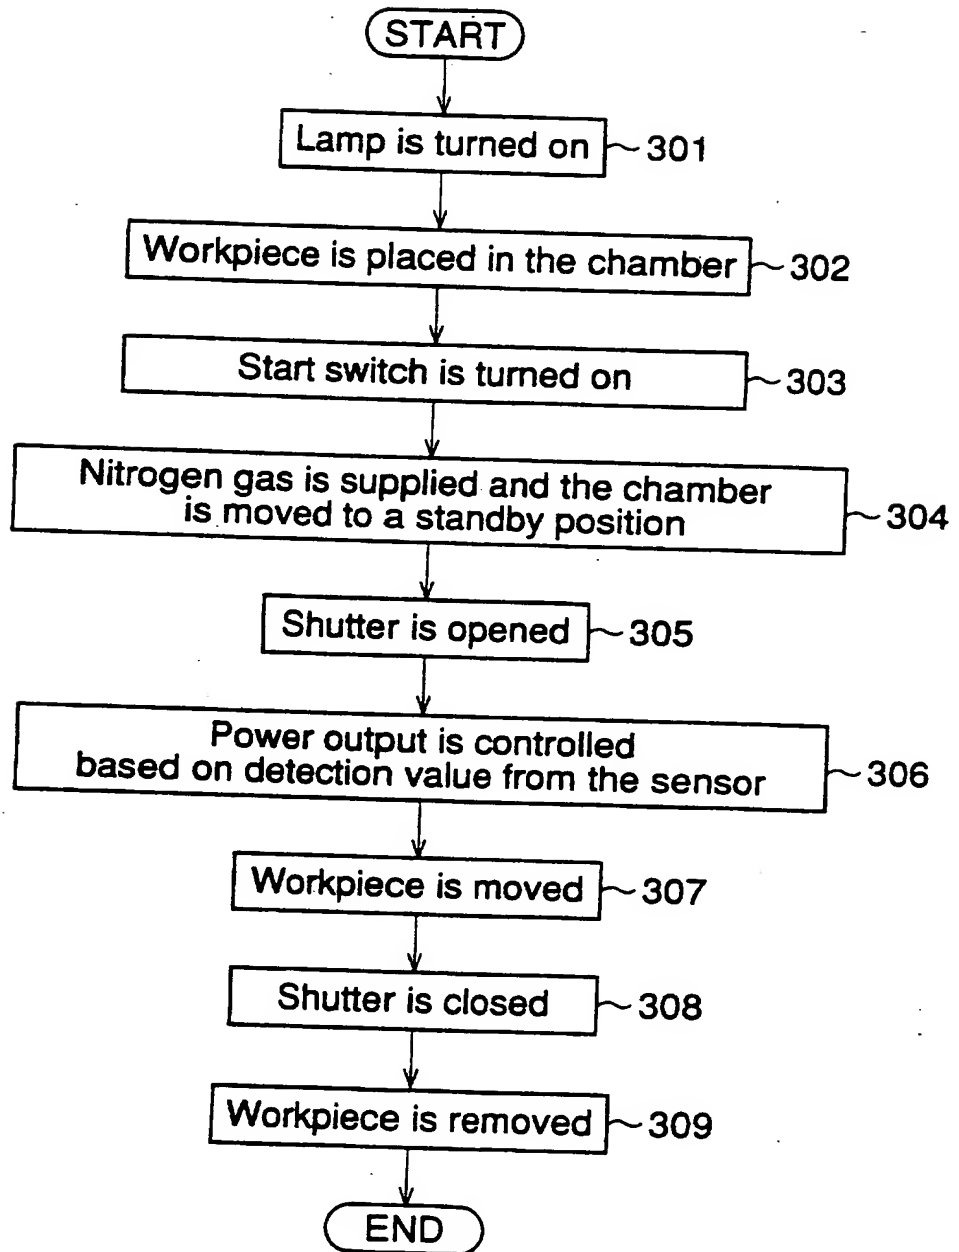 START
Lamp is turned on 301
Workpiece is placed in the chamber 302
Start switch is turned on 303
Nitrogen gas is supplied and the chamber
is moved to a standby position 304
Shutter is opened 305
Power output is controlled
based on detection value from the sensor 306
Workpiece is moved 307
Shutter is closed 308
Workpiece is removed 309
END